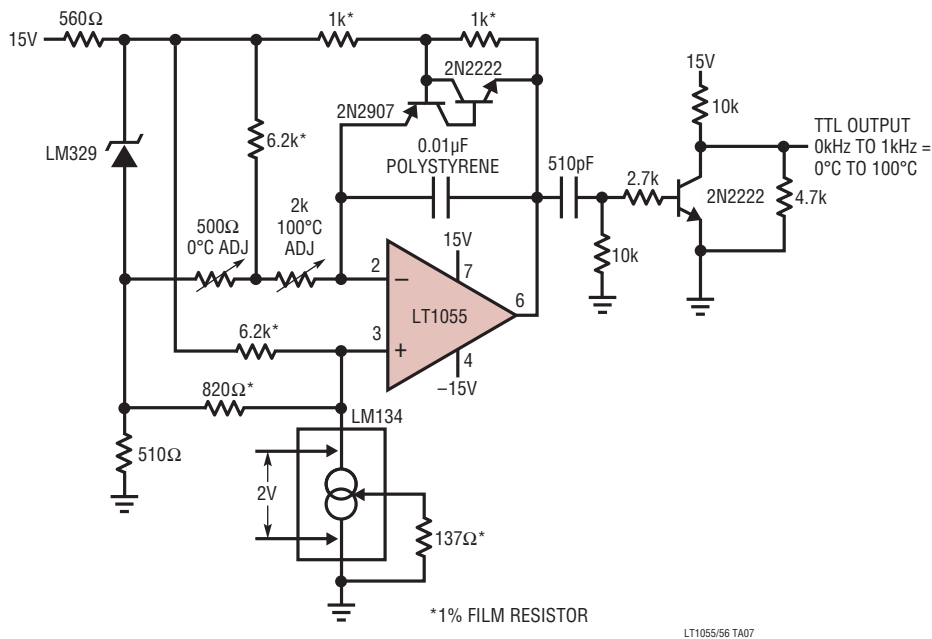 560Ω
15V
1k*
1k*
2N2222
2N2907
15V
10k
LM329
6.2k*
0.01µF
POLYSTYRENE
510pF
2.7k
2N2222
TTL OUTPUT
0kHz TO 1kHz =
0°C TO 100°C
4.7k
500Ω
0°C ADJ
2k
100°C
ADJ
15V
10k
2
–
7
6
LT1055
3
+
4
–15V
6.2k*
820Ω*
LM134
510Ω
2V
137Ω*
*1% FILM RESISTOR
LT1055/56 TA07